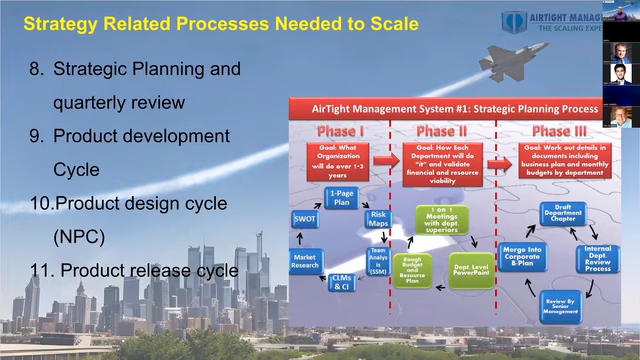 Strategy Related Processes Needed to Scale
AIRTIGHT MANAG
THE SCALING EXPE
8. Strategic Planning and
quarterly review
9. Product development
Cycle
10.Product design cycle
(NPC)
11. Product release cycle
AirTight Management System #1: Strategic Planning Process
Phase I
Goal: What
Organization
will do over 1-3
years
1-Page
Plan
Risk
Maps
Team
Analys
is
(SSM)
CLMs
& CI
Market
Research
SWOT
Phase II
Goal: How Each
Department will do
"it" and validate
financial and resource
viability
1 on 1
Meetings
with dept.
superiors
Dept. Level
PowerPoint
Rough
Budget and
Resource
Plan
Phase III
Goal: Work out details in
documents including
business plan and monthly
budgets by department
Draft
Department
Chapter
Internal
Dept.
Review
Process
Review By
Senior
Management
Merge Into
Corporate
B-Plan